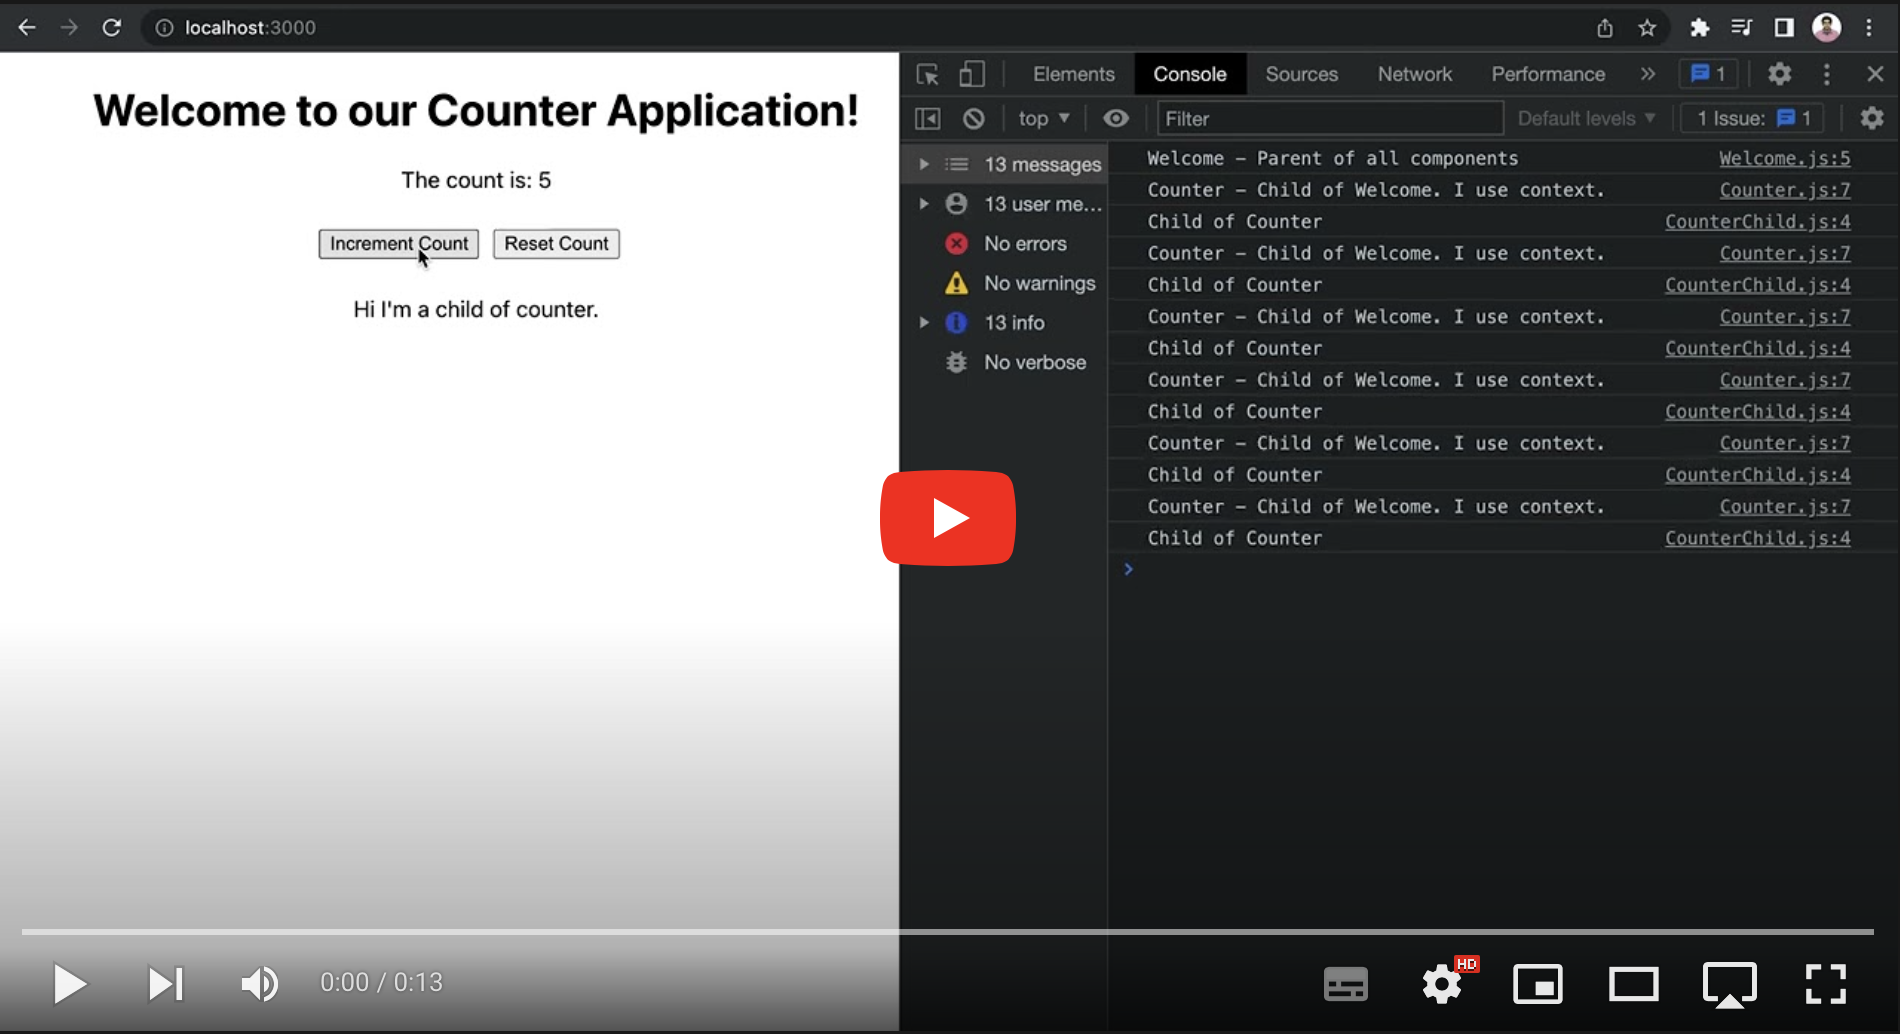 localhost:3000
Welcome to our Counter Application!
The count is: 5
Increment Count Reset Count
Hi I'm a child of counter.
Elements Console Sources Network Performance » 1
top Filter Default levels 1 Issue: 1
13 messages
13 user me...
No errors
No warnings
13 info
No verbose
Welcome – Parent of all components Welcome.js:5
Counter – Child of Welcome. I use context. Counter.js:7
Child of Counter CounterChild.js:4
Counter – Child of Welcome. I use context. Counter.js:7
Child of Counter CounterChild.js:4
Counter – Child of Welcome. I use context. Counter.js:7
Child of Counter CounterChild.js:4
Counter – Child of Welcome. I use context. Counter.js:7
Child of Counter CounterChild.js:4
Counter – Child of Welcome. I use context. Counter.js:7
Child of Counter CounterChild.js:4
Counter – Child of Welcome. I use context. Counter.js:7
Child of Counter CounterChild.js:4
0:00 / 0:13
HD